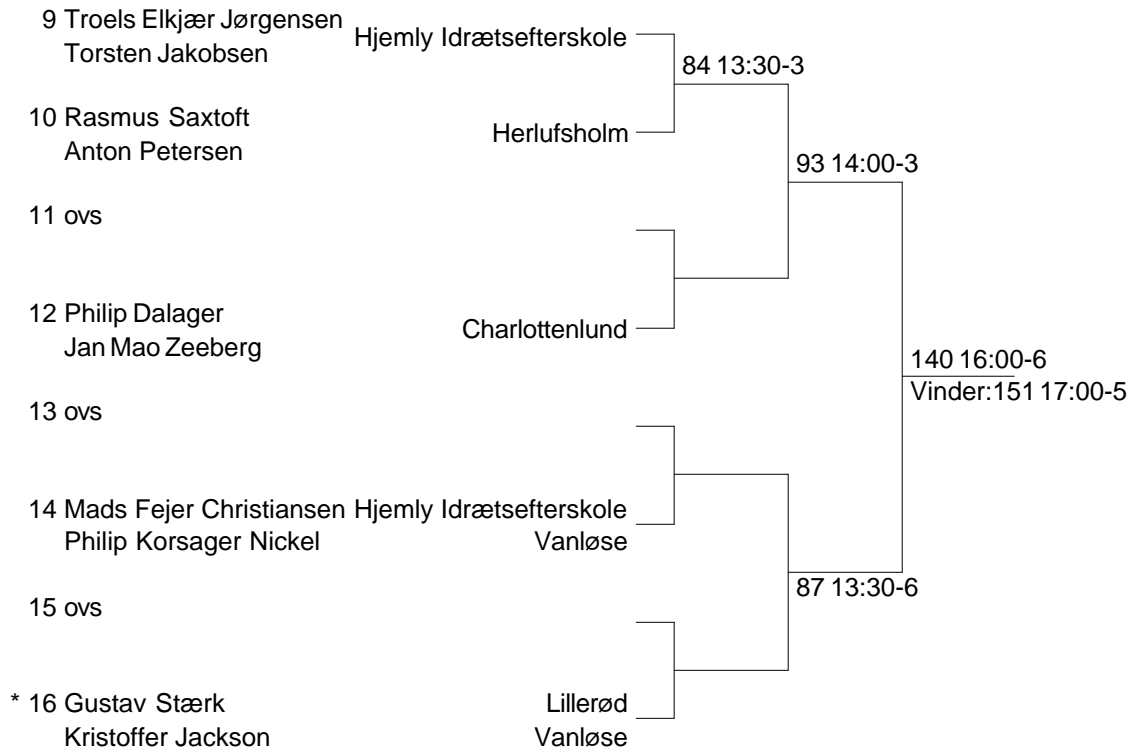 9 Troels Elkjær Jørgensen Hjemly Idrætsefterskole
Torsten Jakobsen
84 13:30-3
10 Rasmus Saxtoft Herlufsholm
Anton Petersen
93 14:00-3
11 ovs
12 Philip Dalager Charlottenlund
Jan Mao Zeeberg
140 16:00-6
Vinder:151 17:00-5
13 ovs
14 Mads Fejer Christiansen Hjemly Idrætsefterskole
Philip Korsager Nickel Vanløse
87 13:30-6
15 ovs
* 16 Gustav Stærk Lillerød
Kristoffer Jackson Vanløse